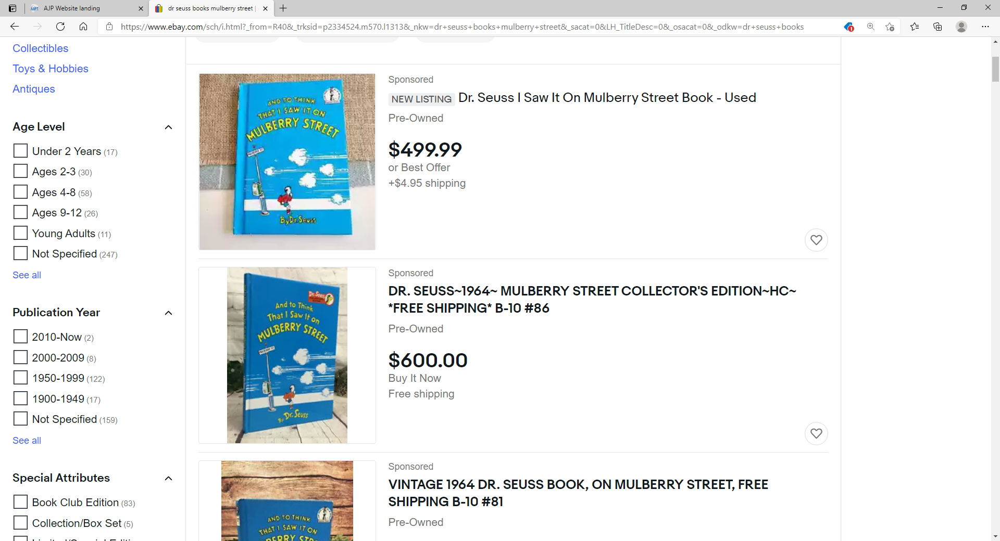 AJP Website landing
dr seuss books mulberry street |
https://www.ebay.com/sch/i.html?_from=R40&_trksid=p2334524.m570.l1313&_nkw=dr+seuss+books+mulberry+street&_sacat=0&LH_TitleDesc=0&_osacat=0&_odkw=dr+seuss+books
1
Collectibles
Toys & Hobbies
Antiques
Age Level
Under 2 Years (17)
Ages 2-3 (30)
Ages 4-8 (58)
Ages 9-12 (26)
Young Adults (11)
Not Specified (247)
See all
Publication Year
2010-Now (2)
2000-2009 (8)
1950-1999 (122)
1900-1949 (17)
Not Specified (159)
See all
Special Attributes
Book Club Edition (83)
Collection/Box Set (5)
AND TO THINK
THAT I SAW IT ON
MULBERRY STREET
By Dr. Seuss
Sponsored
NEW LISTING Dr. Seuss I Saw It On Mulberry Street Book - Used
Pre-Owned
$499.99
or Best Offer
+$4.95 shipping
Dr. Seuss
And to Think
That I Saw It on
MULBERRY STREET
By Dr. Seuss
Sponsored
DR. SEUSS~1964~ MULBERRY STREET COLLECTOR'S EDITION~HC~
*FREE SHIPPING* B-10 #86
Pre-Owned
$600.00
Buy It Now
Free shipping
AND TO THINK
THAT I SAW IT ON
Sponsored
VINTAGE 1964 DR. SEUSS BOOK, ON MULBERRY STREET, FREE
SHIPPING B-10 #81
Pre-Owned